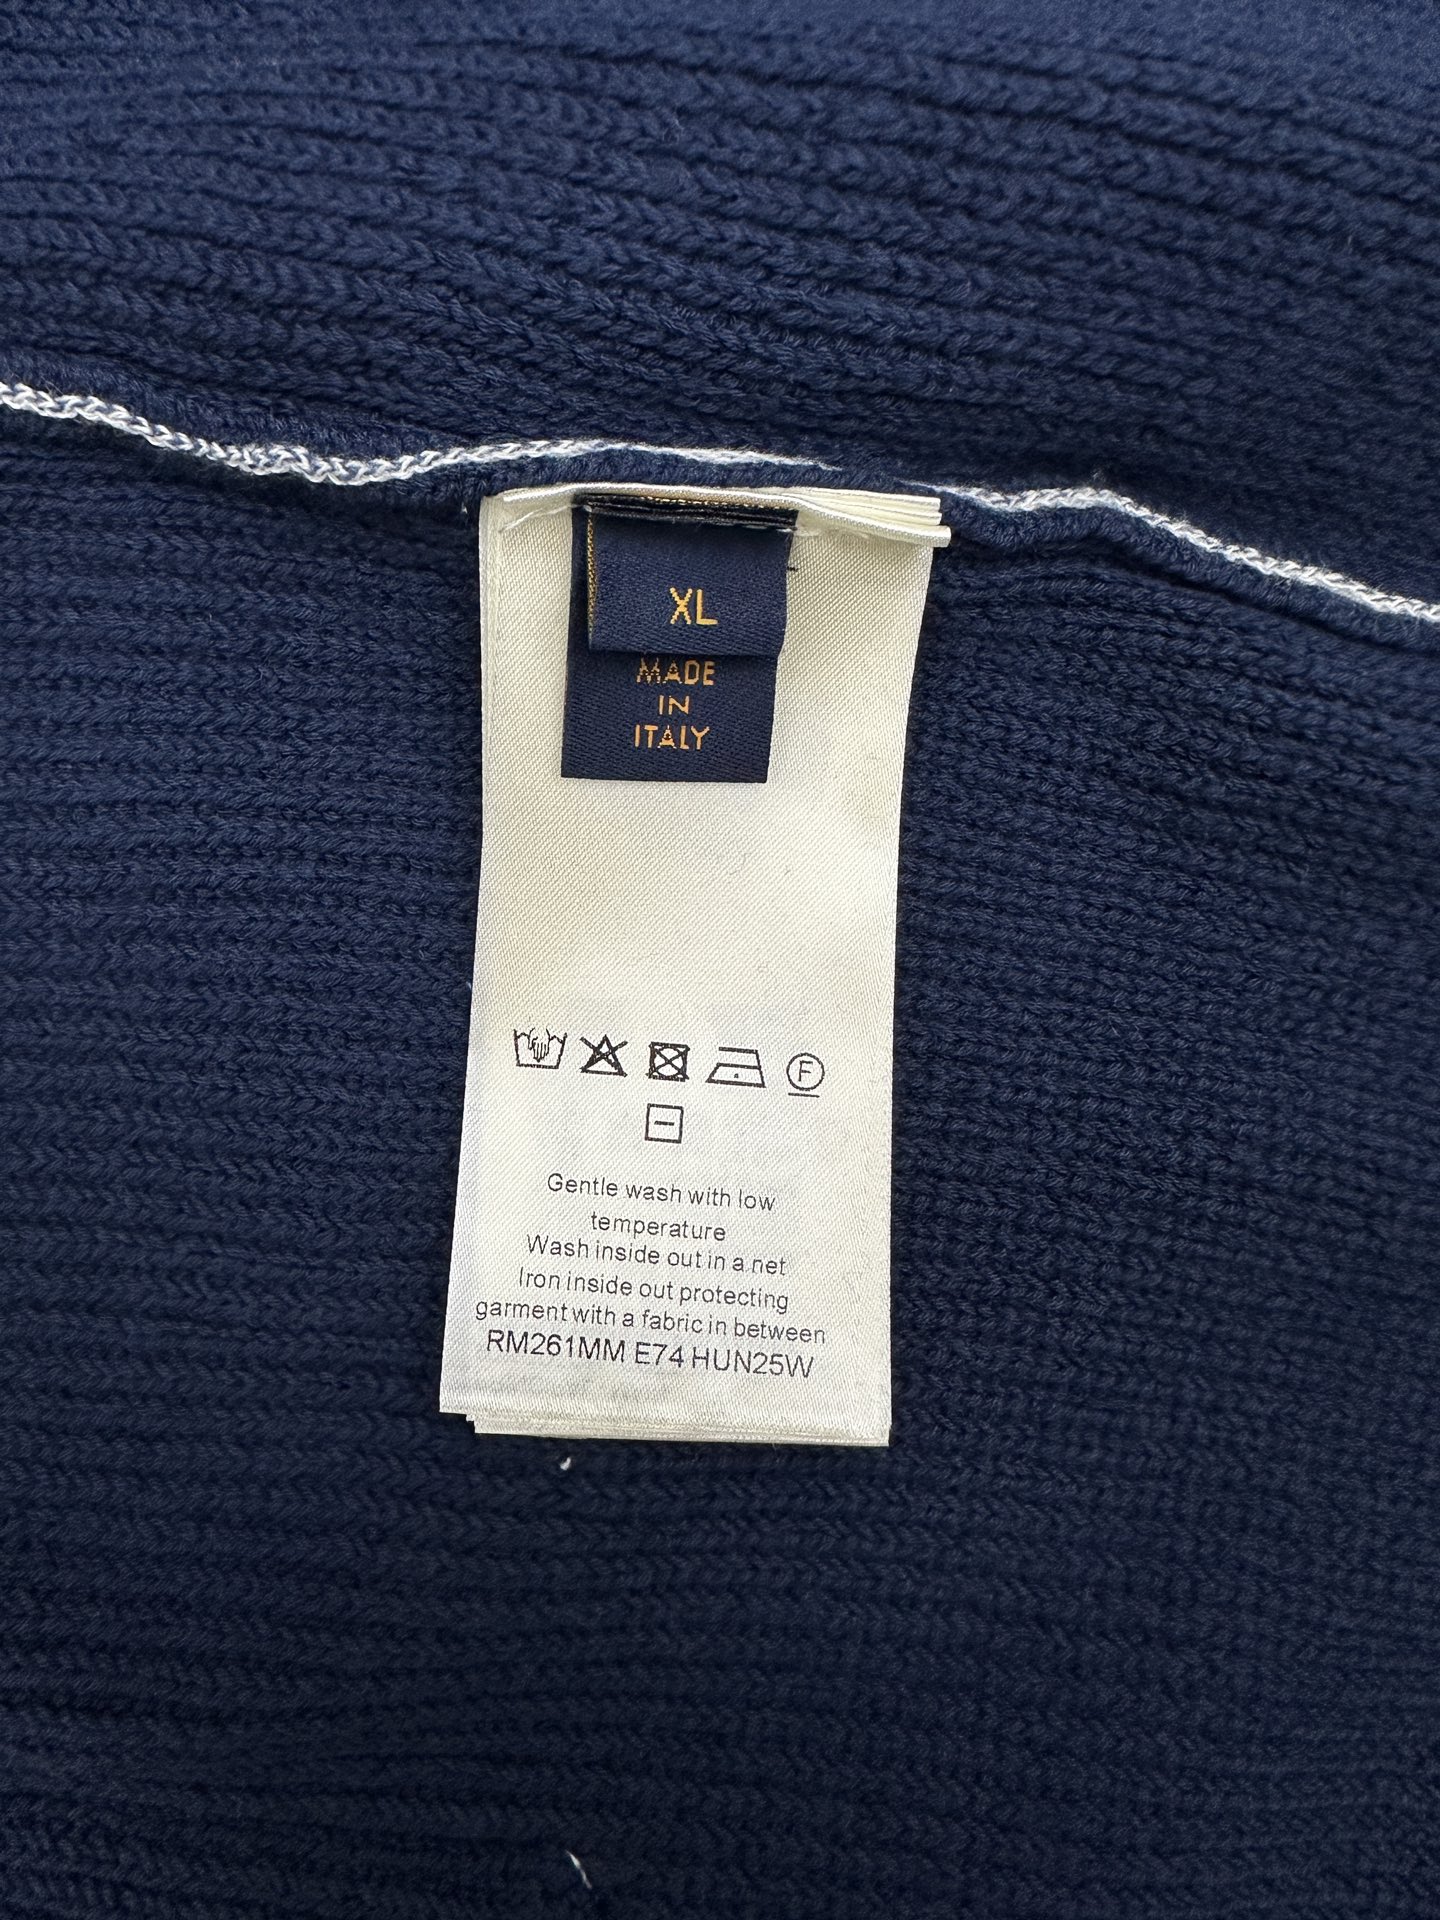 XL
MADE
IN
ITALY
F
Gentle wash with low
temperature
Wash inside out in a net
Iron inside out protecting
garment with a fabric in between
RM261MM E74 HUN25W